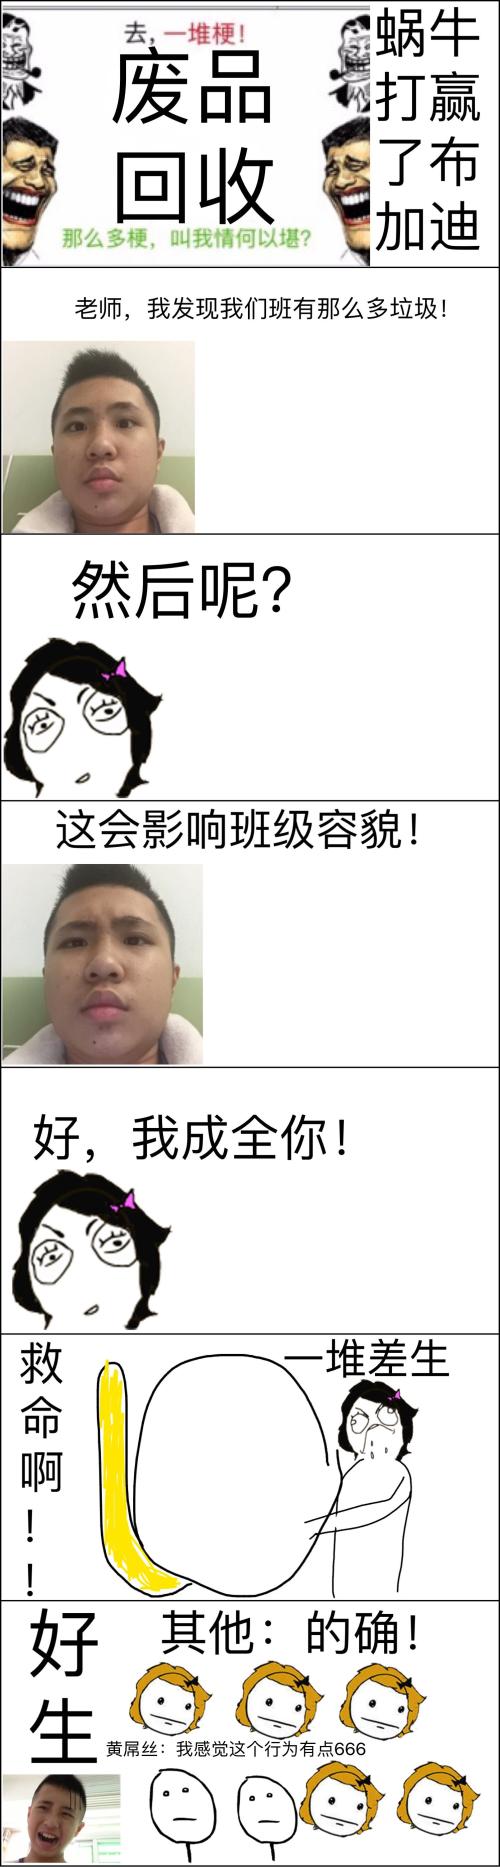 去，一堆梗！
废品
回收
那么多梗，叫我情何以堪？
蜗牛
打赢
了布
加迪
老师，我发现我们班有那么多垃圾！
然后呢？
这会影响班级容貌！
好，我成全你！
救命啊！！
一堆差生
好生
其他：的确！
黄屌丝：我感觉这个行为有点666